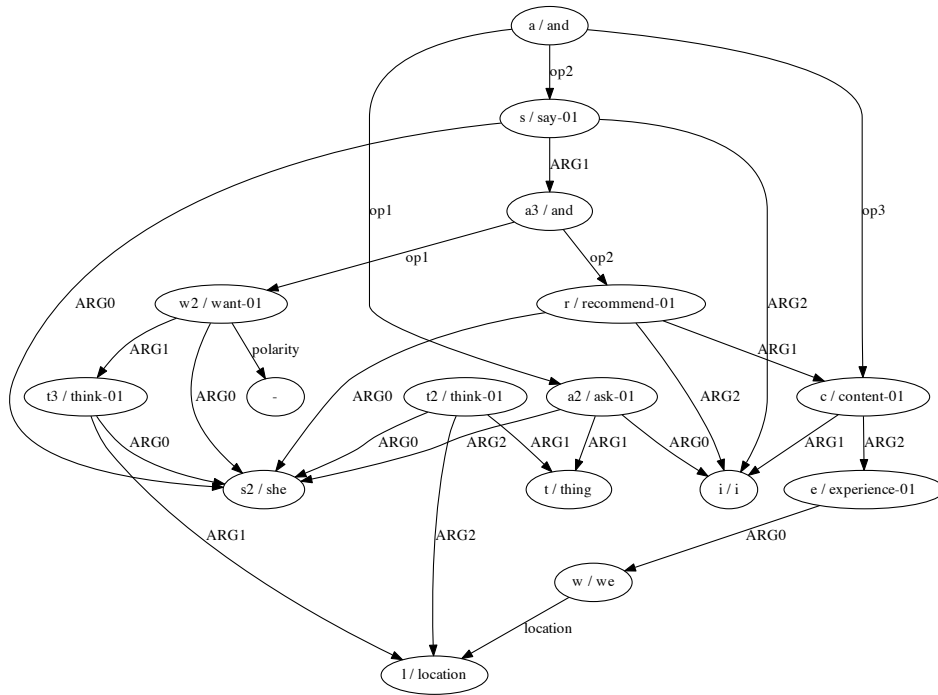 a / and
op2
s / say-01
ARG1
a3 / and
op1
op3
op1
op2
ARG0
w2 / want-01
r / recommend-01
ARG2
ARG1
polarity
ARG1
t3 / think-01
ARG0
-
ARG0
t2 / think-01
a2 / ask-01
ARG2
c / content-01
ARG0
ARG0
ARG2
ARG1
ARG1
ARG0
ARG1
ARG2
s2 / she
t / thing
i / i
e / experience-01
ARG1
ARG2
ARG0
w / we
location
l / location